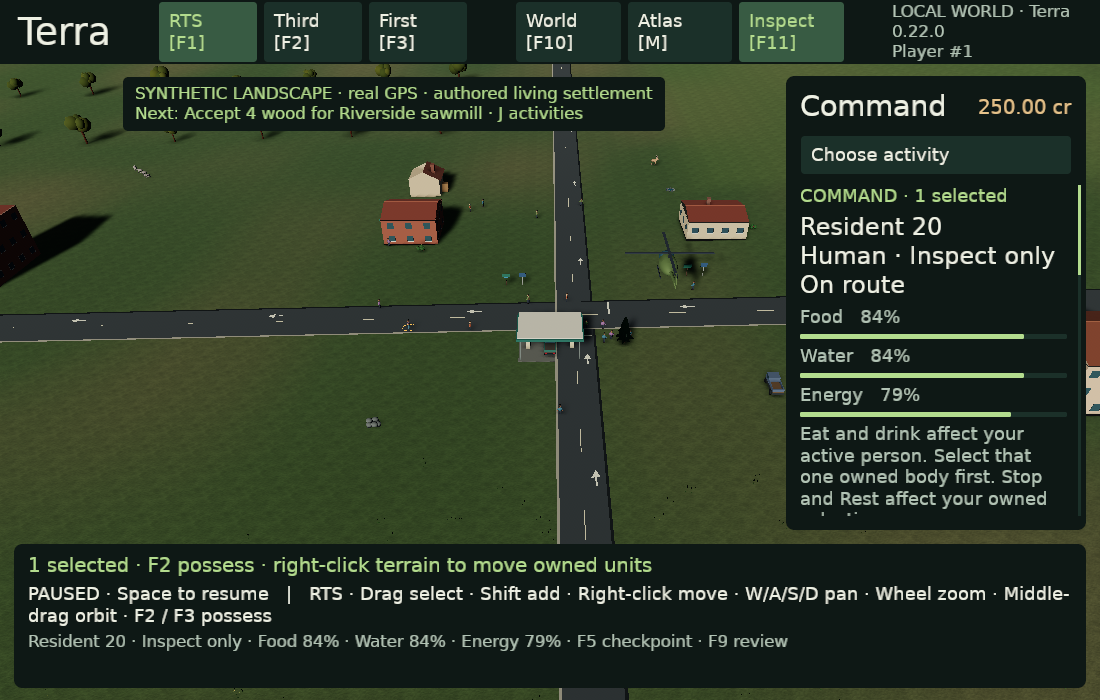 Terra
RTS
[F1]
Third
[F2]
First
[F3]
World
[F10]
Atlas
[M]
Inspect
[F11]
LOCAL WORLD · Terra
0.22.0
Player #1
SYNTHETIC LANDSCAPE · real GPS · authored living settlement
Next: Accept 4 wood for Riverside sawmill · J activities
Command 250.00 cr
Choose activity
COMMAND · 1 selected
Resident 20
Human · Inspect only
On route
Food 84%
Water 84%
Energy 79%
Eat and drink affect your
active person. Select that
one owned body first. Stop
and Rest affect your owned
1 selected · F2 possess · right-click terrain to move owned units
PAUSED · Space to resume | RTS · Drag select · Shift add · Right-click move · W/A/S/D pan · Wheel zoom · Middle-
drag orbit · F2 / F3 possess
Resident 20 · Inspect only · Food 84% · Water 84% · Energy 79% · F5 checkpoint · F9 review